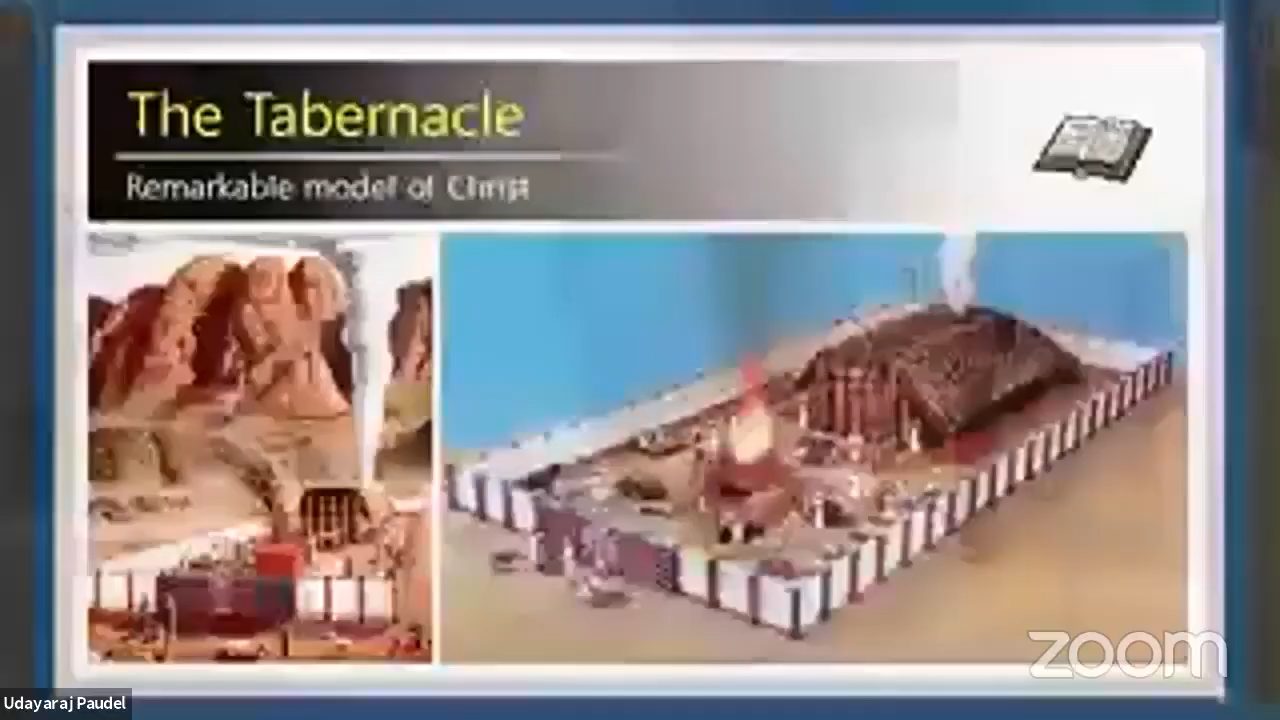 The Tabernacle
Remarkable model of Christ
zoom
Udayaraj Paudel